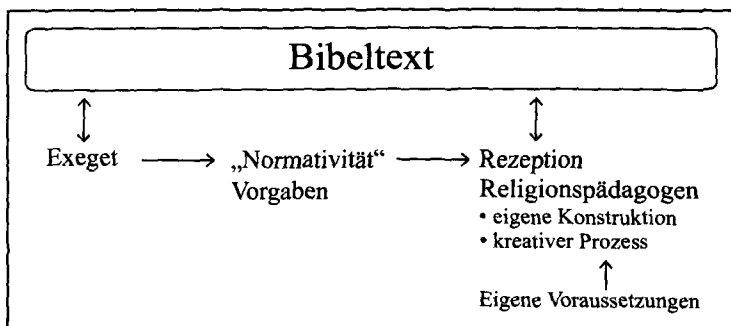 Bibeltext
Exeget
„Normativität“
Vorgaben
Rezeption
Religionspädagogen
• eigene Konstruktion
• kreativer Prozess
Eigene Voraussetzungen